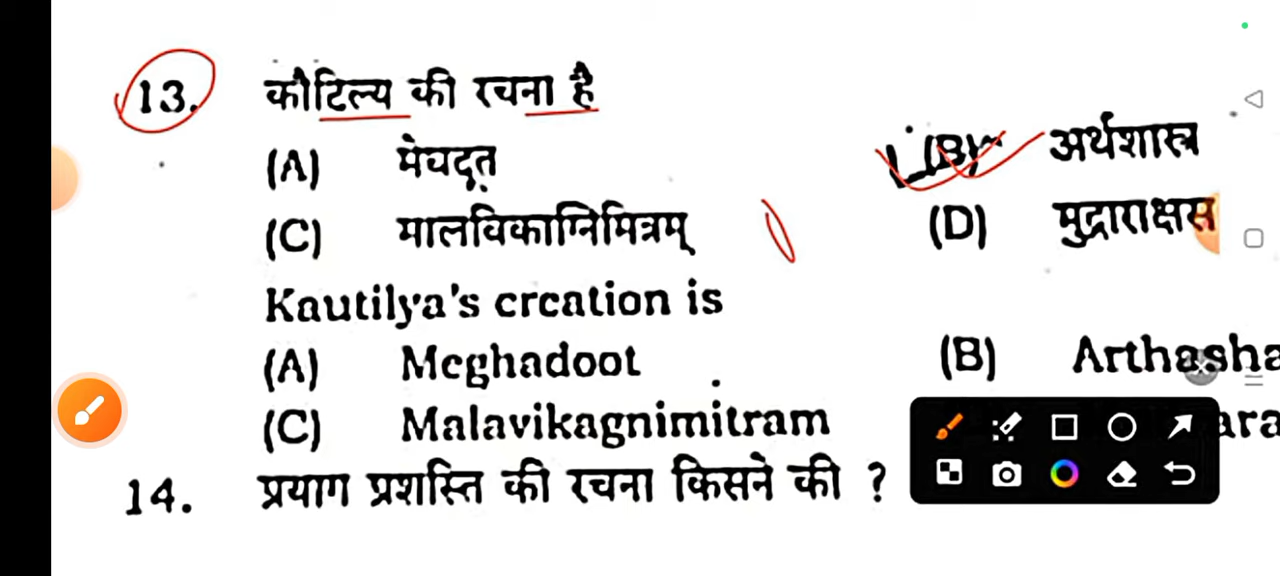 13. कौटिल्य की रचना है
(A) मेघदूत (B) अर्थशास्त्र
(C) मालविकाग्निमित्रम् (D) मुद्राराक्षस
Kautilya's creation is
(A) Meghadoot (B) Arthasha
(C) Malavikagnimitram ara
14. प्रयाग प्रशस्ति की रचना किसने की ?